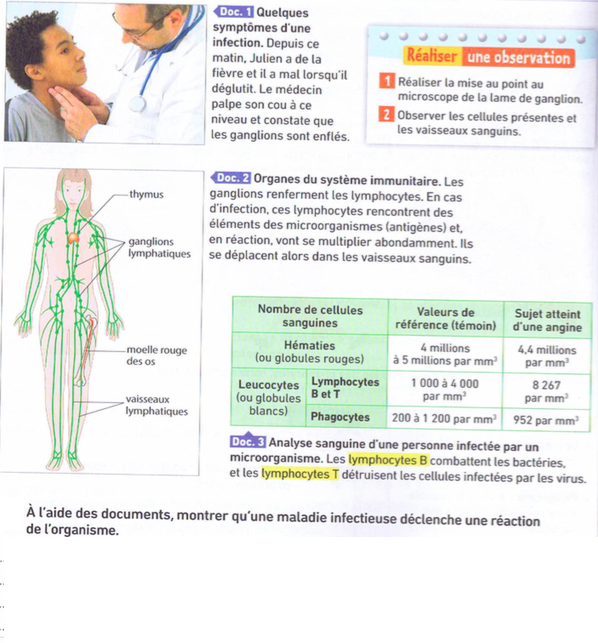 Doc. 1 Quelques
symptômes d'une
infection. Depuis ce
matin, Julien a de la
fièvre et il a mal lorsqu'il
déglutit. Le médecin
palpe son cou à ce
niveau et constate que
les ganglions sont enflés.
Réaliser une observation
1 Réaliser la mise au point au
microscope de la lame de ganglion.
2 Observer les cellules présentes et
les vaisseaux sanguins.
thymus
ganglions
lymphatiques
moelle rouge
des os
vaisseaux
lymphatiques
Doc. 2 Organes du système immunitaire. Les
ganglions renferment les lymphocytes. En cas
d'infection, ces lymphocytes rencontrent des
éléments des microorganismes (antigènes) et,
en réaction, vont se multiplier abondamment. Ils
se déplacent alors dans les vaisseaux sanguins.
Nombre de cellules
sanguines
Valeurs de
référence (témoin)
Sujet atteint
d'une angine
Hématies
(ou globules rouges)
4 millions
à 5 millions par mm³
4,4 millions
par mm³
Leucocytes
(ou globules
blancs)
Lymphocytes
B et T
1 000 à 4 000
par mm³
8 267
par mm³
Phagocytes
200 à 1 200 par mm³
952 par mm³
Doc. 3 Analyse sanguine d'une personne infectée par un
microorganisme. Les lymphocytes B combattent les bactéries,
et les lymphocytes T détruisent les cellules infectées par les virus.
À l'aide des documents, montrer qu'une maladie infectieuse déclenche une réaction
de l'organisme.